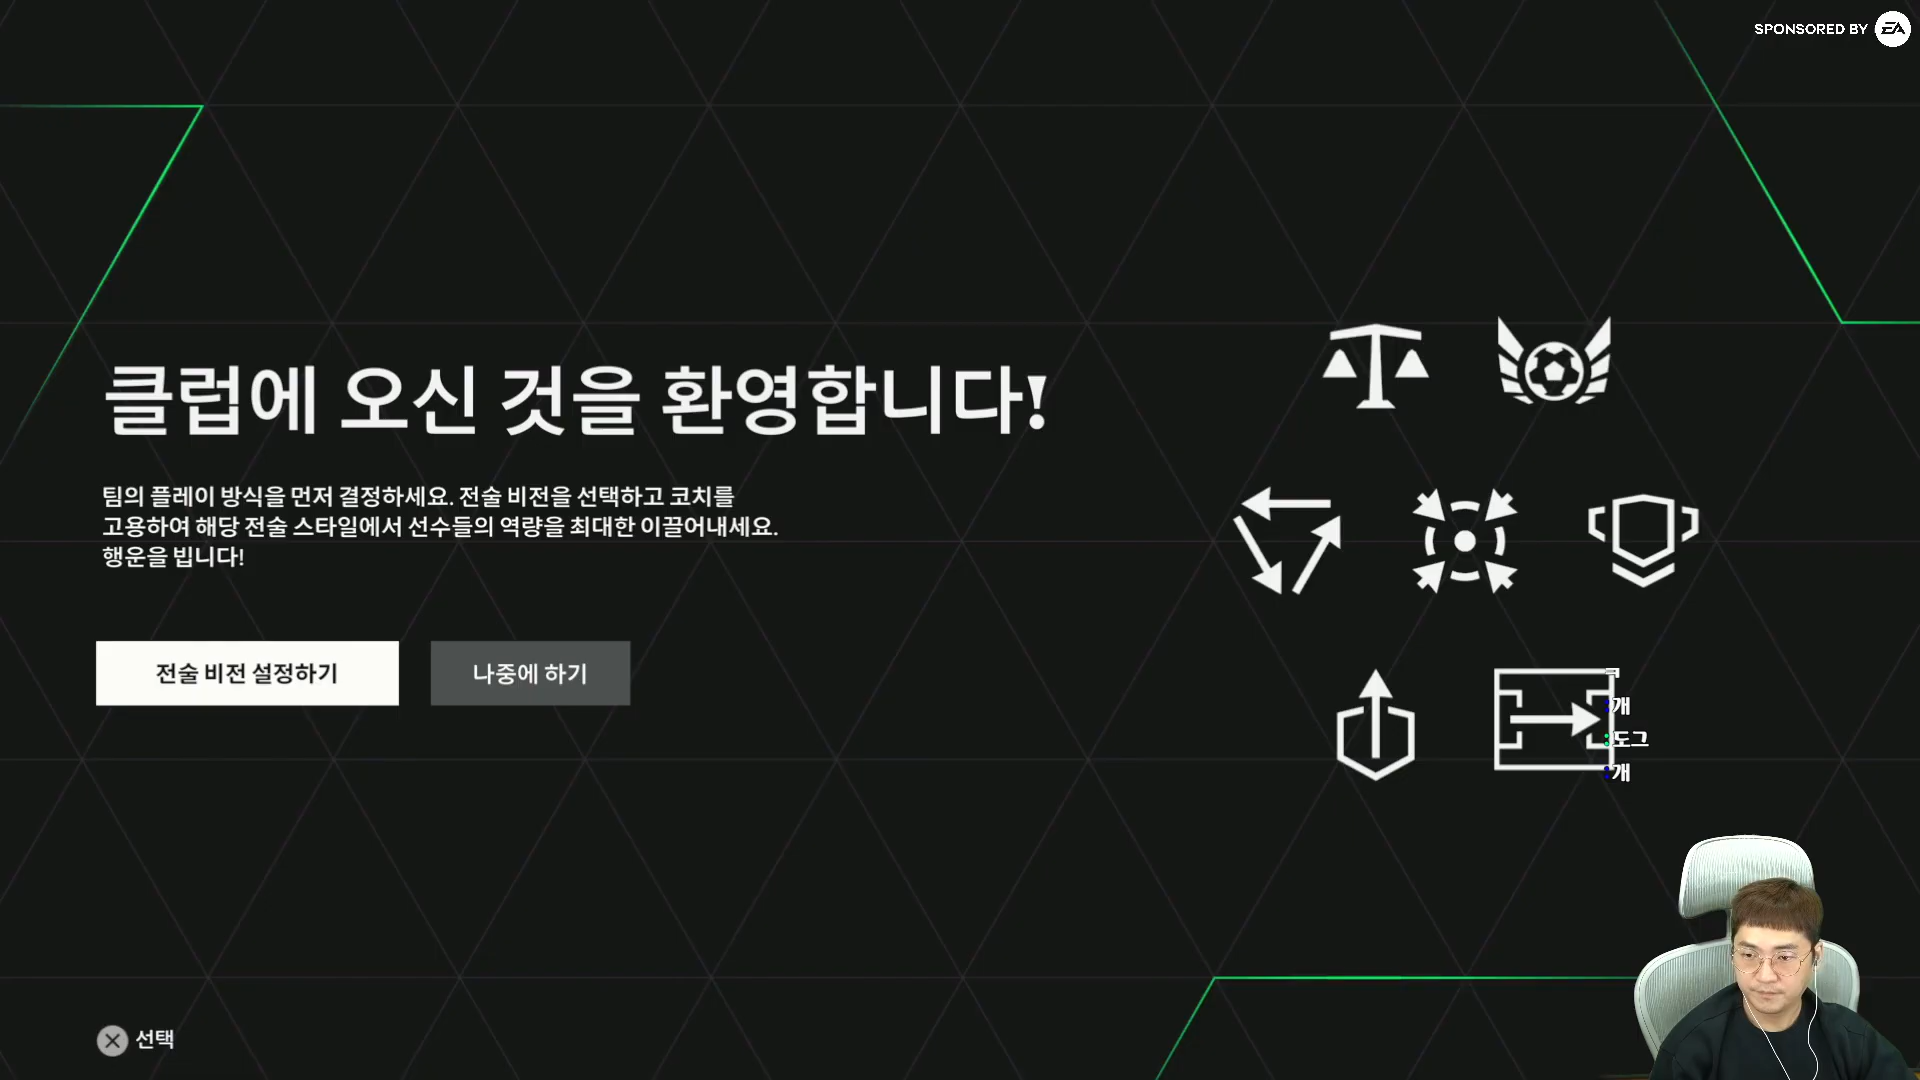 SPONSORED BY EA
클럽에 오신 것을 환영합니다!
팀의 플레이 방식을 먼저 결정하세요. 전술 비전을 선택하고 코치를
고용하여 해당 전술 스타일에서 선수들의 역량을 최대한 이끌어내세요.
행운을 빕니다!
전술 비전 설정하기
나중에 하기
:개
:도그
:개
선택